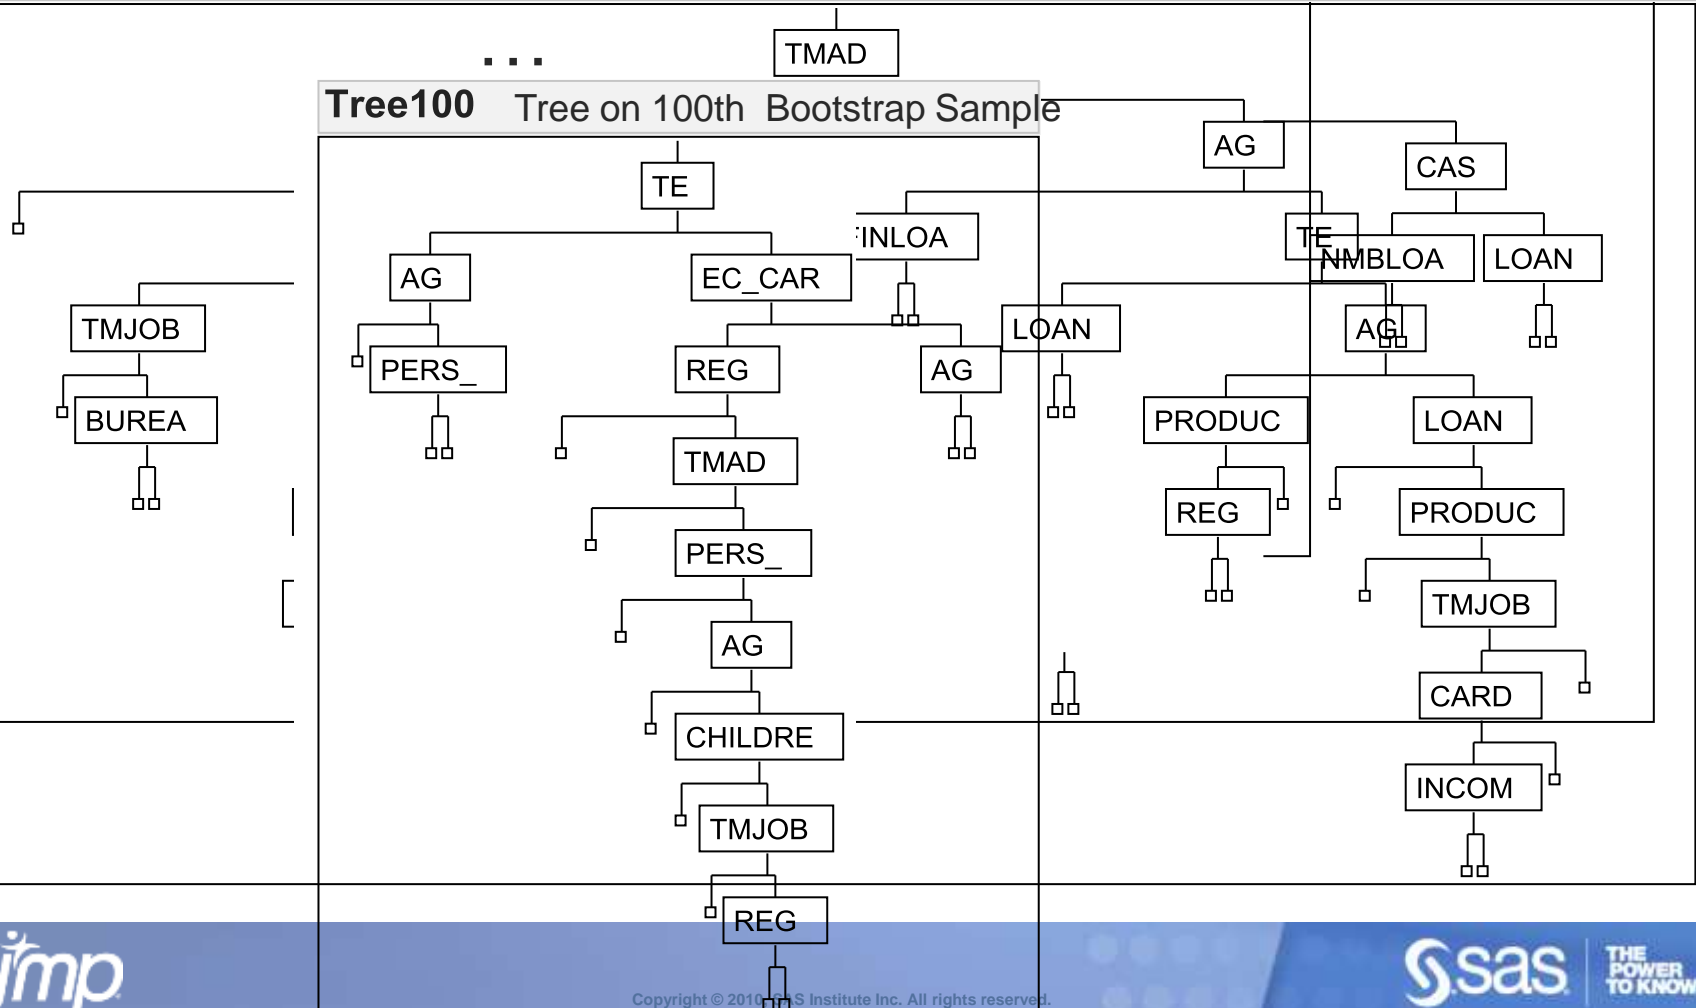 TMAD
...
Tree100 Tree on 100th Bootstrap Sample
AG
CAS
TE
INLOA
TE
NMBLOA
LOAN
AG
EC_CAR
TMJOB
LOAN
AG
PERS_
REG
AG
BUREA
PRODUC
LOAN
TMAD
REG
PRODUC
PERS_
TMJOB
AG
CARD
CHILDRE
INCOM
TMJOB
REG
jmp
sas
THE
POWER
TO KNOW
Copyright © 2010, SAS Institute Inc. All rights reserved.